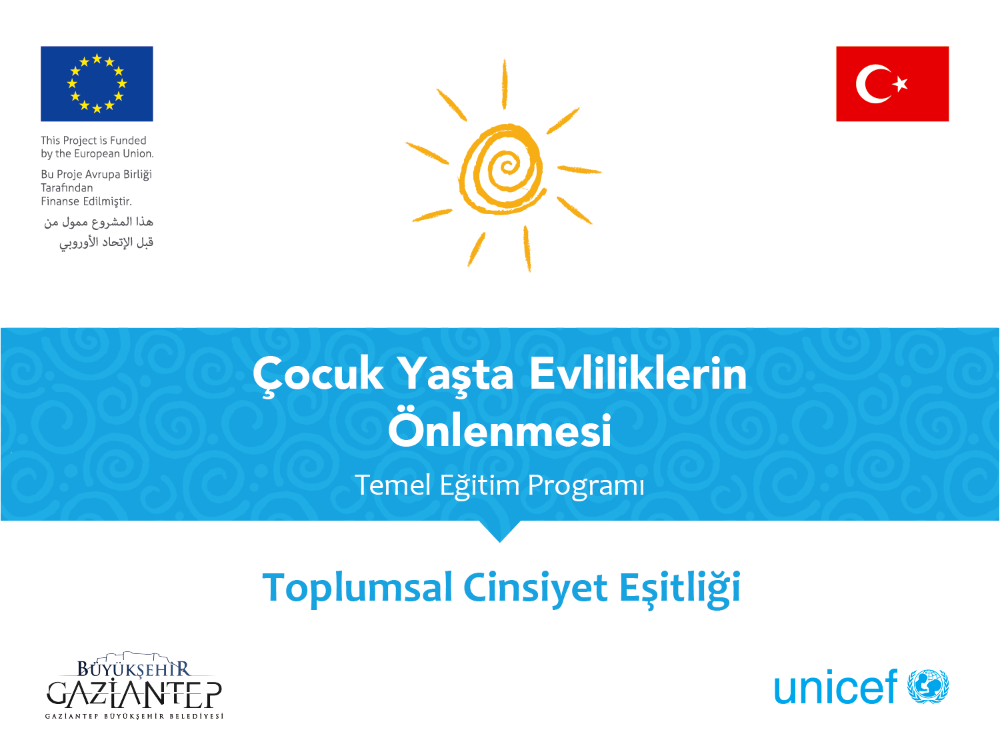 This Project is Funded
by the European Union.
Bu Proje Avrupa Birliği
Tarafından
Finanse Edilmiştir.
هذا المشروع ممول من
قبل الإتحاد الأوروبي
Çocuk Yaşta Evliliklerin
Önlenmesi
Temel Eğitim Programı
Toplumsal Cinsiyet Eşitliği
BÜYÜKŞEHİR
GAZİANTEP
GAZİANTEP BÜYÜKŞEHİR BELEDİYESİ
unicef